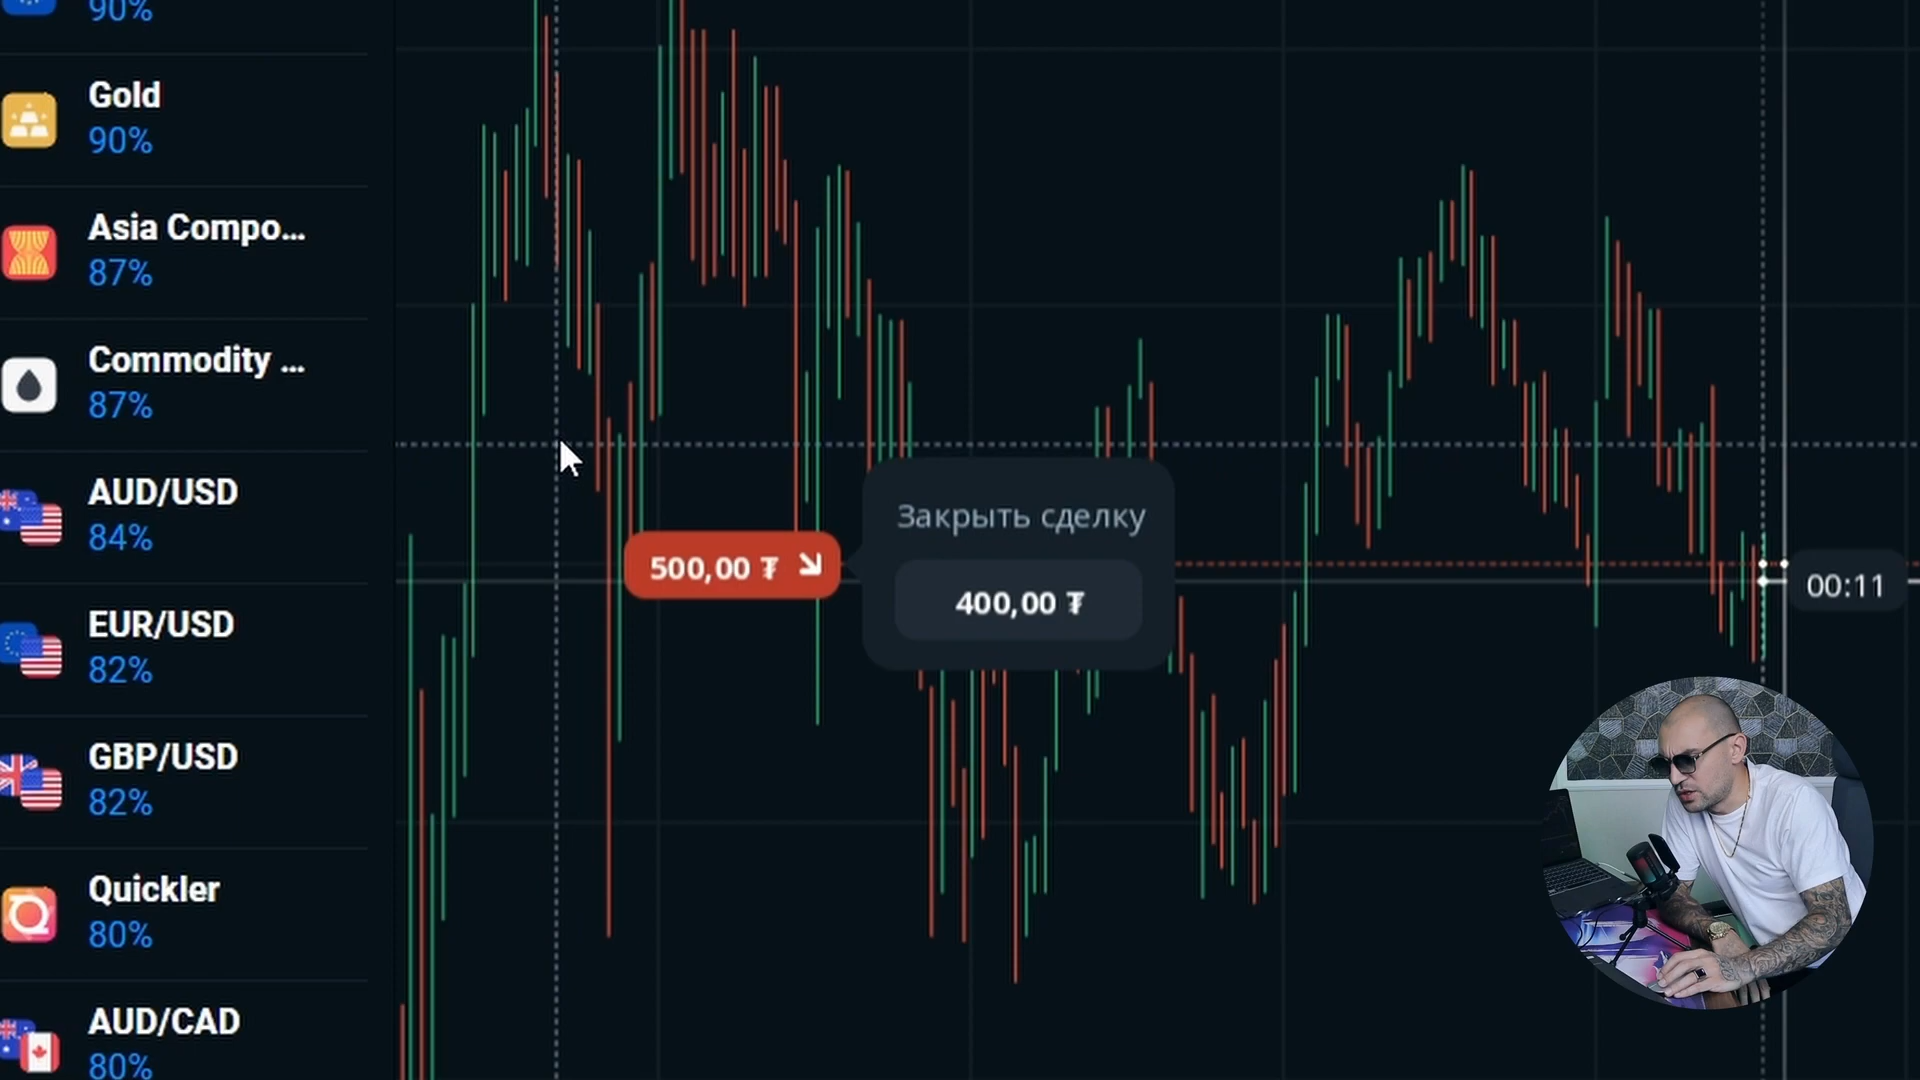 90%
Gold
90%
Asia Compo...
87%
Commodity ...
87%
AUD/USD
84%
EUR/USD
82%
GBP/USD
82%
Quickler
80%
AUD/CAD
80%
500,00 ₮
Закрыть сделку
400,00 ₮
00:11